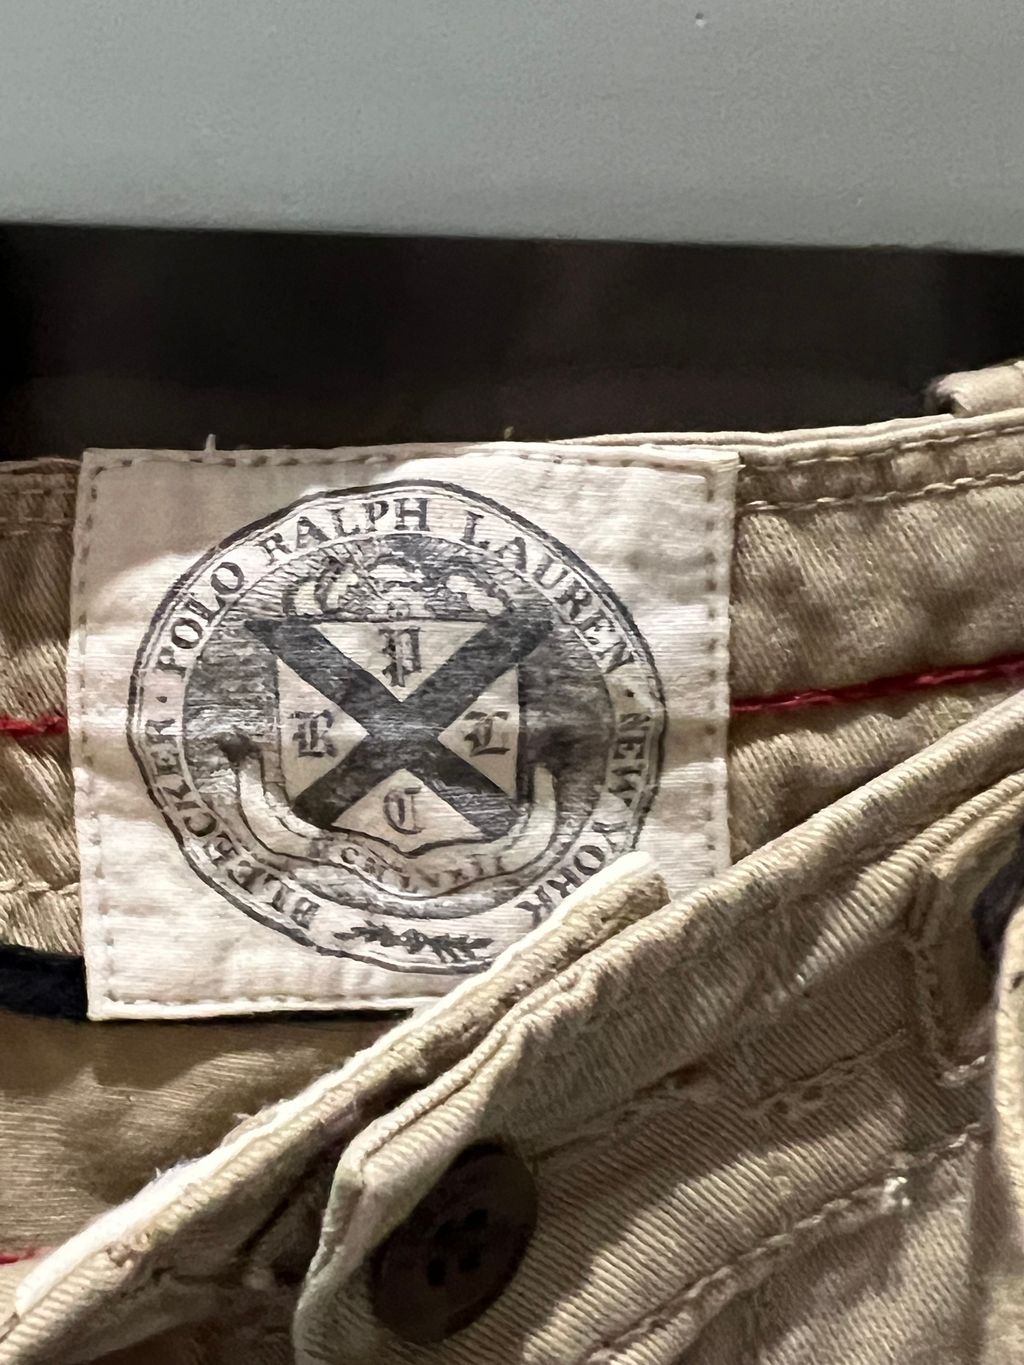 BLEECKER · POLO RALPH LAUREN · NEW YORK
P
R L
C